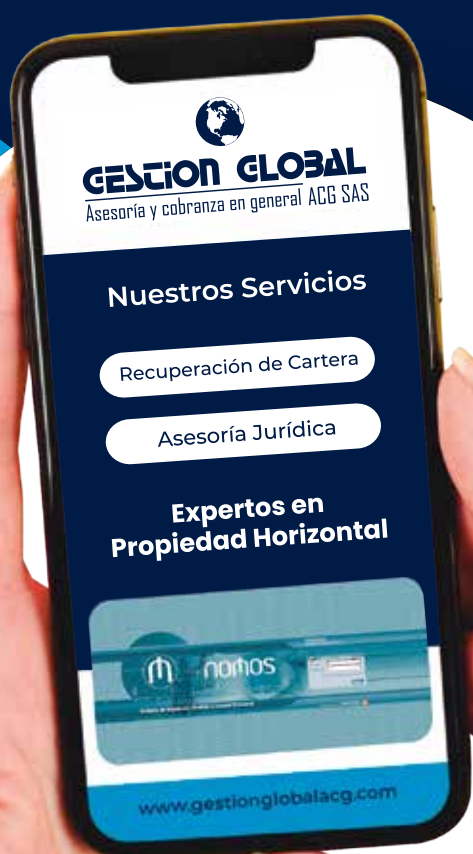 GESTION GLOBAL
Asesoría y cobranza en general ACG SAS
Nuestros Servicios
Recuperación de Cartera
Asesoría Jurídica
Expertos en
Propiedad Horizontal
nomos
www.gestionglobalacg.com